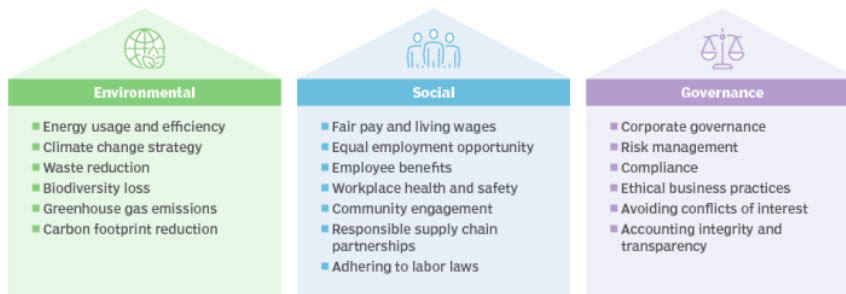 Environmental
Energy usage and efficiency
Climate change strategy
Waste reduction
Biodiversity loss
Greenhouse gas emissions
Carbon footprint reduction
Social
Fair pay and living wages
Equal employment opportunity
Employee benefits
Workplace health and safety
Community engagement
Responsible supply chain
partnerships
Adhering to labor laws
Governance
Corporate governance
Risk management
Compliance
Ethical business practices
Avoiding conflicts of interest
Accounting integrity and
transparency